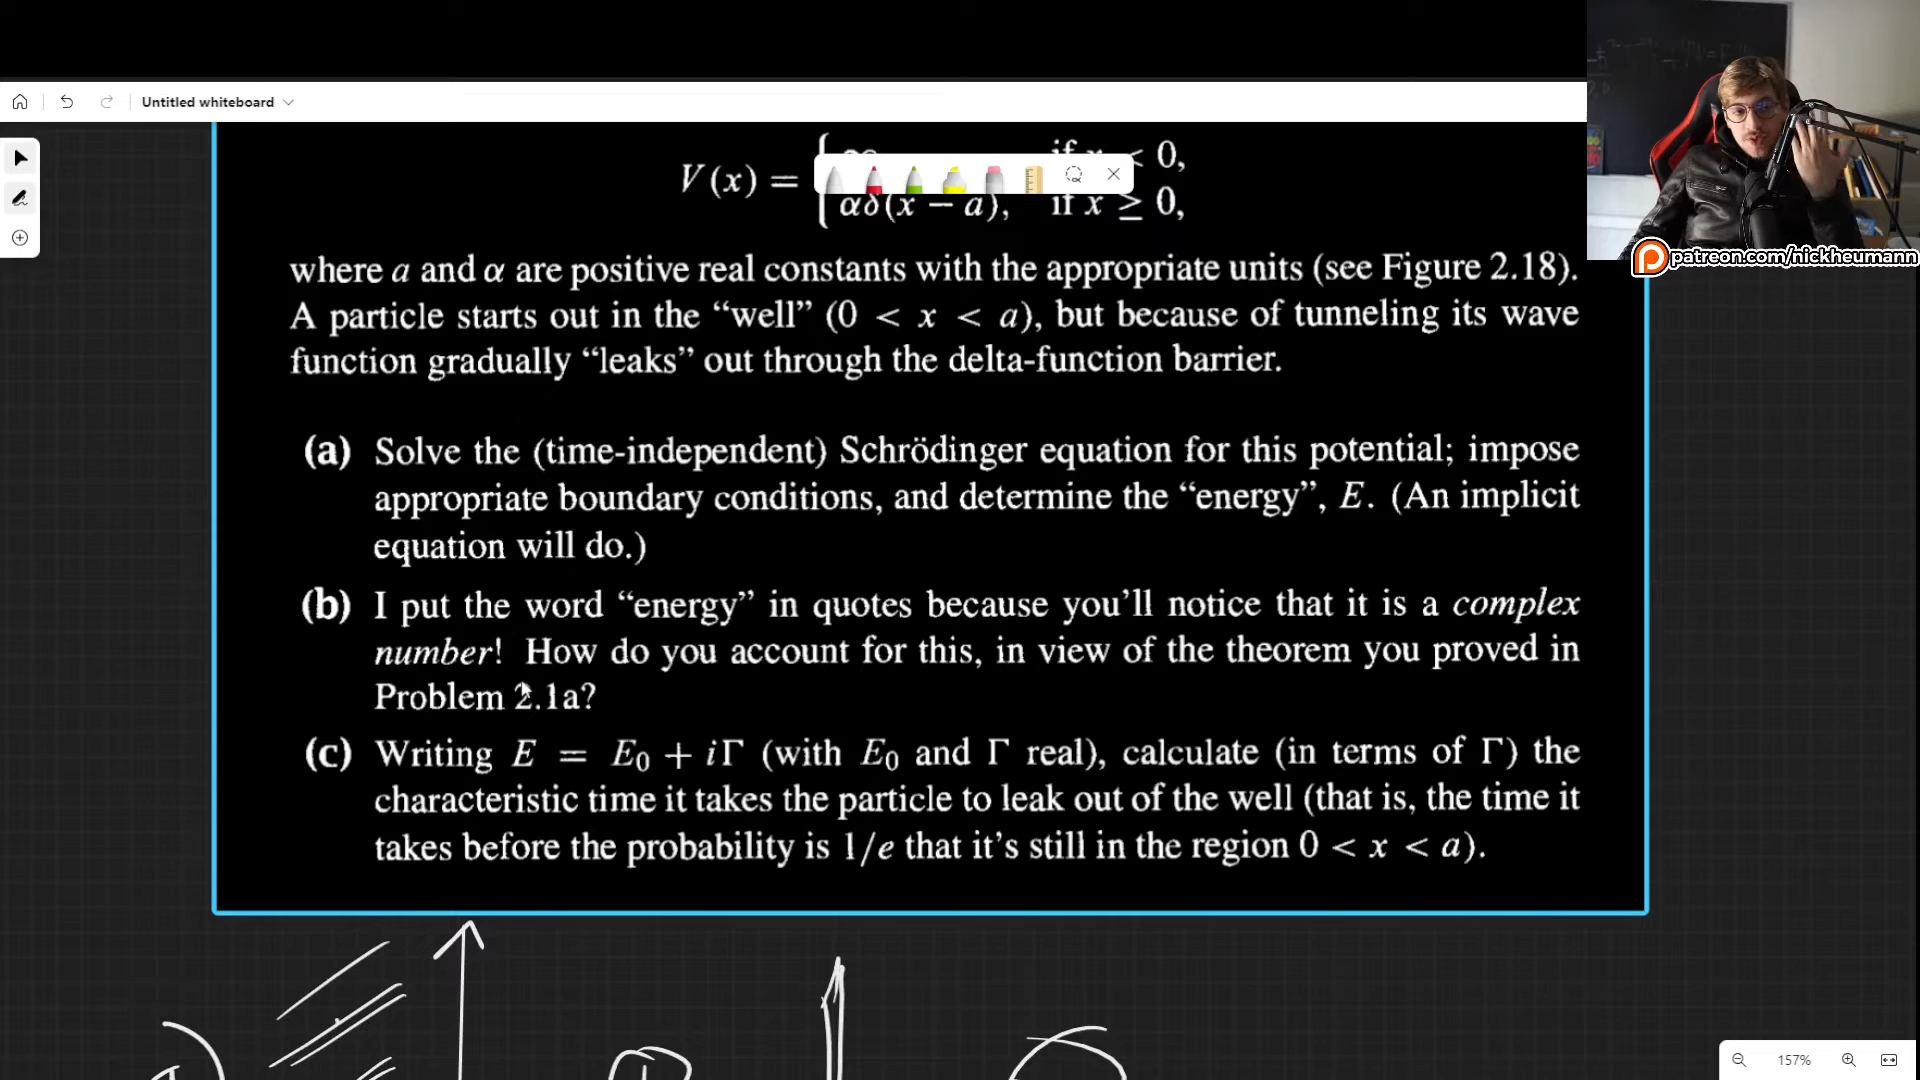 Untitled whiteboard
V(x) =
if x < 0,
αδ(x − a), if x ≥ 0,
where a and α are positive real constants with the appropriate units (see Figure 2.18).
A particle starts out in the “well” (0 < x < a), but because of tunneling its wave
function gradually “leaks” out through the delta-function barrier.
(a) Solve the (time-independent) Schrödinger equation for this potential; impose
appropriate boundary conditions, and determine the “energy”, E. (An implicit
equation will do.)
(b) I put the word “energy” in quotes because you’ll notice that it is a complex
number! How do you account for this, in view of the theorem you proved in
Problem 2.1a?
(c) Writing E = E₀ + iΓ (with E₀ and Γ real), calculate (in terms of Γ) the
characteristic time it takes the particle to leak out of the well (that is, the time it
takes before the probability is 1/e that it’s still in the region 0 < x < a).
patreon.com/nickheumann
157%